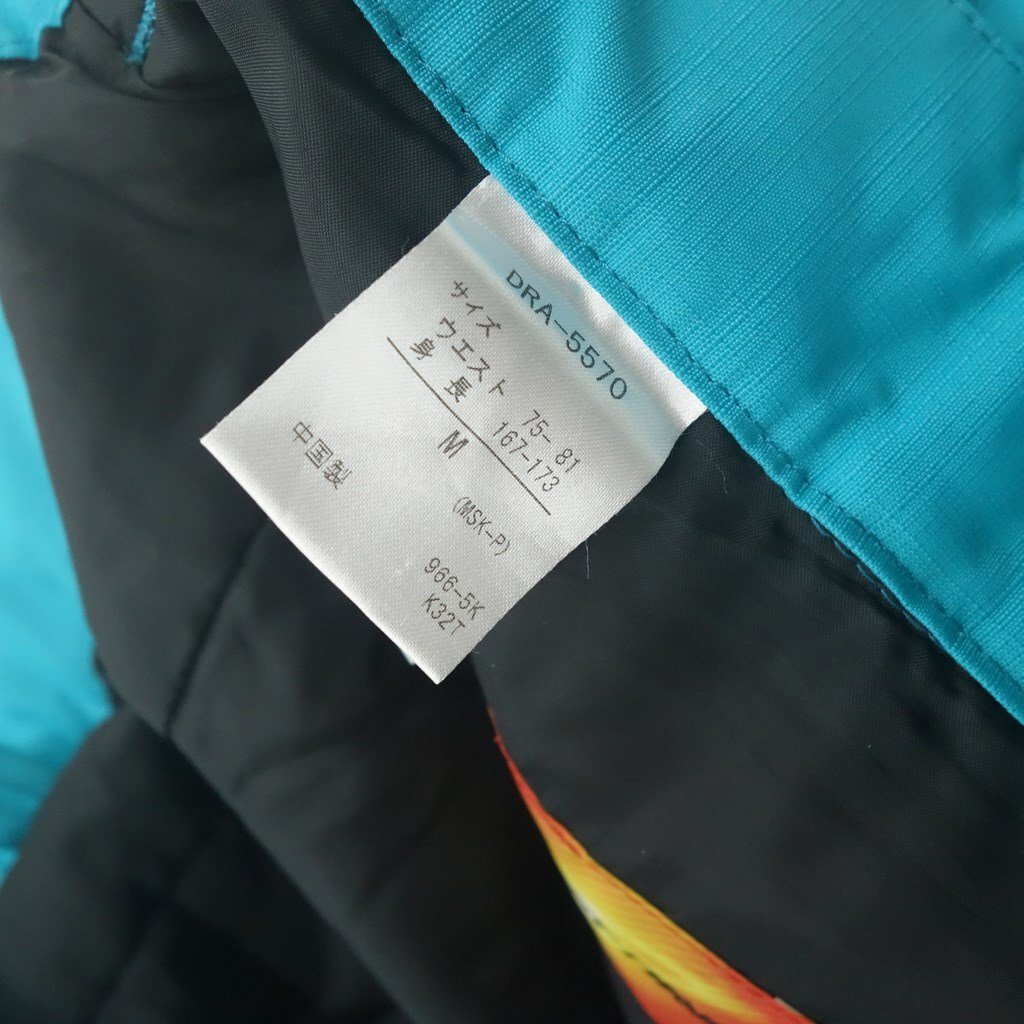 DRA-5570
サイズ
ウエスト 75- 81
身 長 167-173
M
(MSK-P)
中国製
966-5K
K32T